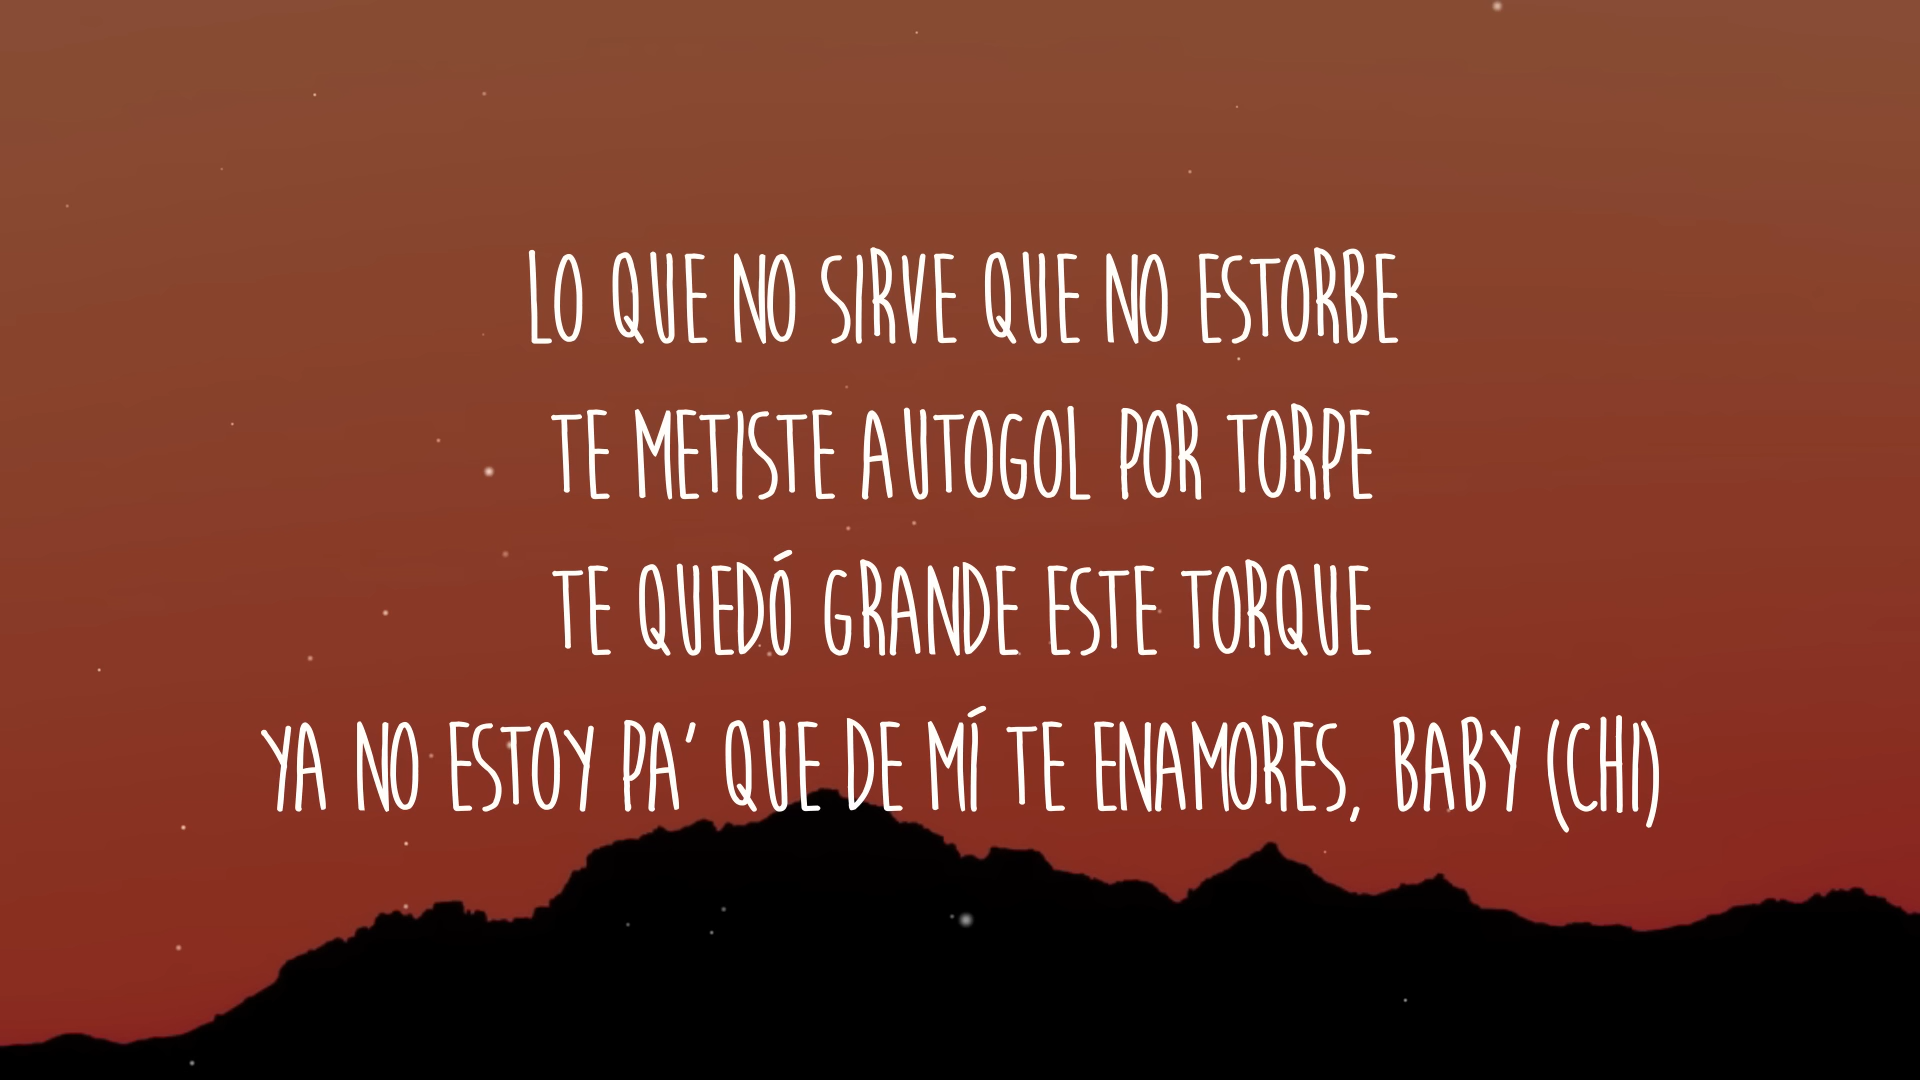 LO QUE NO SIRVE QUE NO ESTORBE
TE METISTE AUTOGOL POR TORPE
TE QUEDÓ GRANDE ESTE TORQUE
YA NO ESTOY PA' QUE DE MÍ TE ENAMORES, BABY (CHI)